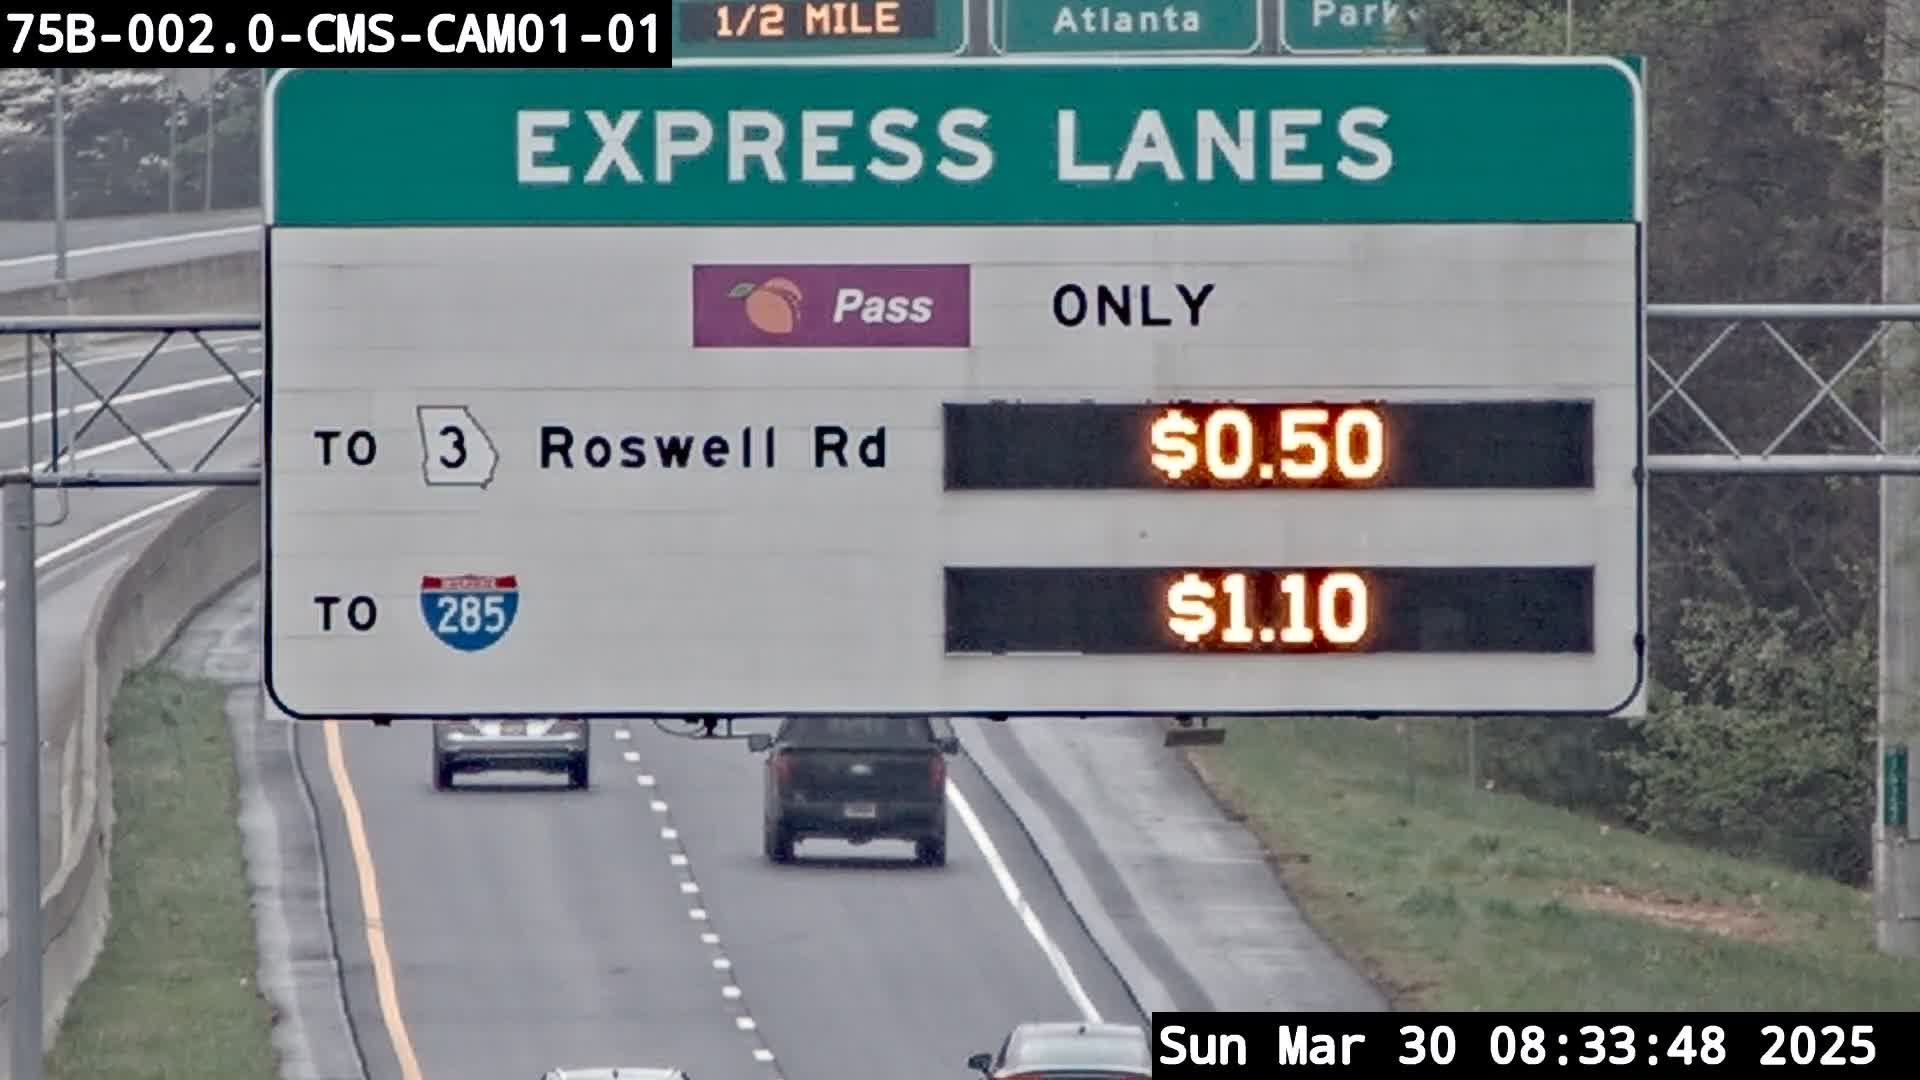 75B-002.0-CMS-CAM01-01
1/2 MILE
Atlanta
EXPRESS LANES
Pass ONLY
TO 3 Roswell Rd $0.50
TO 285 $1.10
Sun Mar 30 08:33:48 2025